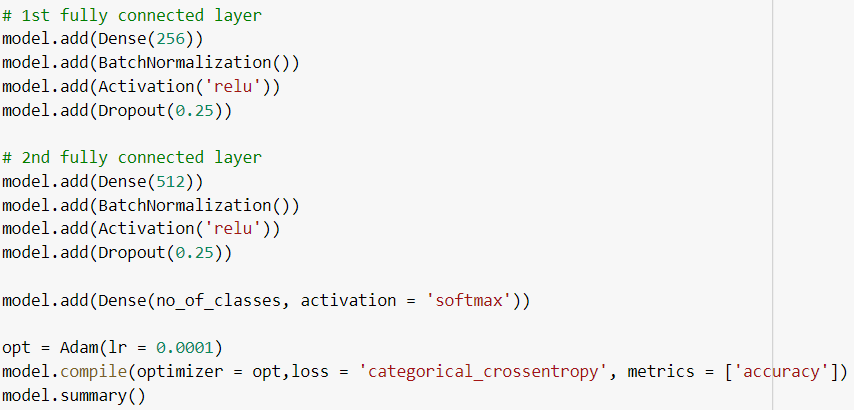 # 1st fully connected layer
model.add(Dense(256))
model.add(BatchNormalization())
model.add(Activation('relu'))
model.add(Dropout(0.25))
# 2nd fully connected layer
model.add(Dense(512))
model.add(BatchNormalization())
model.add(Activation('relu'))
model.add(Dropout(0.25))
model.add(Dense(no_of_classes, activation = 'softmax'))
opt = Adam(lr = 0.0001)
model.compile(optimizer = opt,loss = 'categorical_crossentropy', metrics = ['accuracy'])
model.summary()